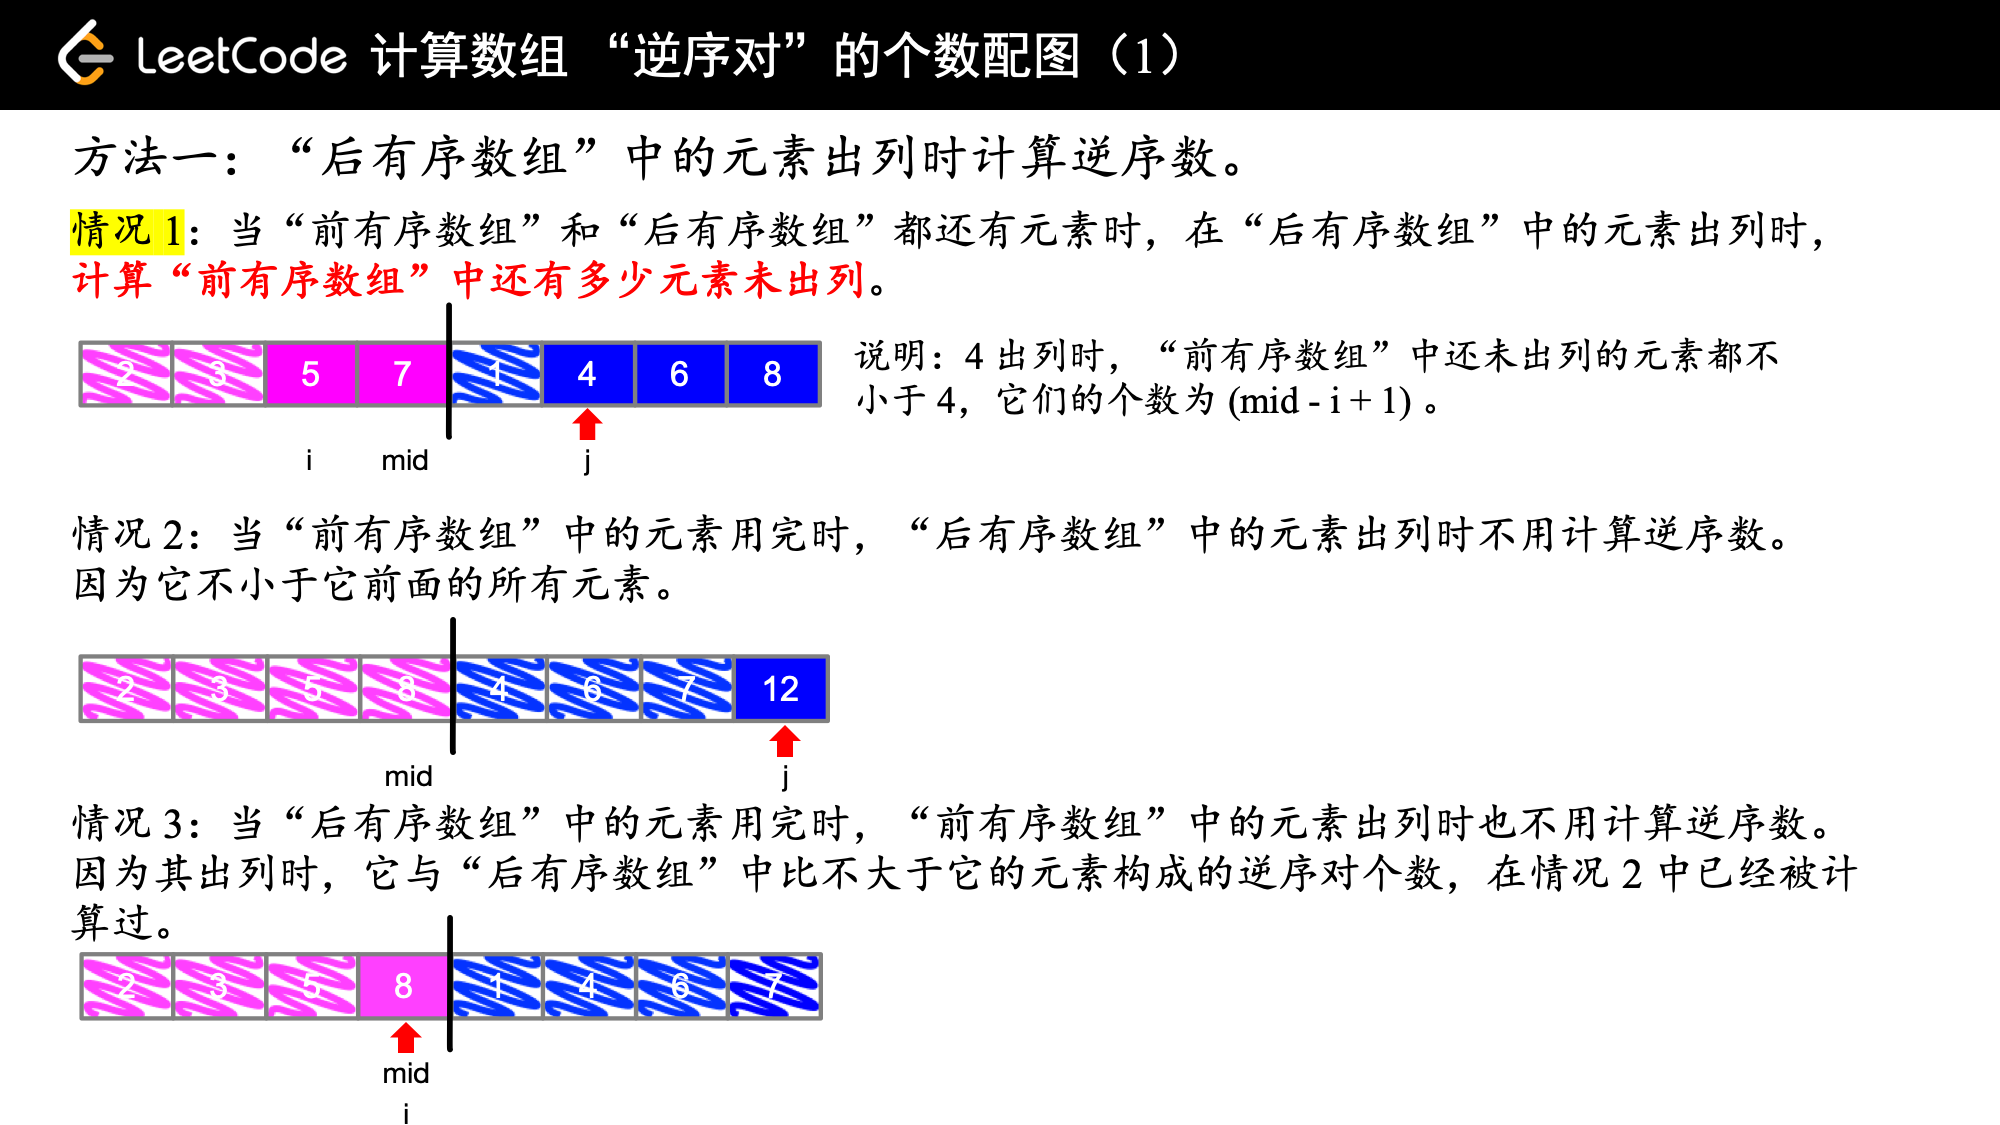 LeetCode 计算数组 “逆序对”的个数配图（1）
方法一：“后有序数组”中的元素出列时计算逆序数。
情况 1：当“前有序数组”和“后有序数组”都还有元素时，在“后有序数组”中的元素出列时，
计算“前有序数组”中还有多少元素未出列。
2 3 5 7 1 4 6 8
说明：4 出列时，“前有序数组”中还未出列的元素都不
小于 4，它们的个数为 (mid - i + 1) 。
i mid j
情况 2：当“前有序数组”中的元素用完时，“后有序数组”中的元素出列时不用计算逆序数。
因为它不小于它前面的所有元素。
2 3 5 8 4 6 7 12
mid j
情况 3：当“后有序数组”中的元素用完时，“前有序数组”中的元素出列时也不用计算逆序数。
因为其出列时，它与“后有序数组”中比不大于它的元素构成的逆序对个数，在情况 2 中已经被计
算过。
2 3 5 8 1 4 6 7
mid
i